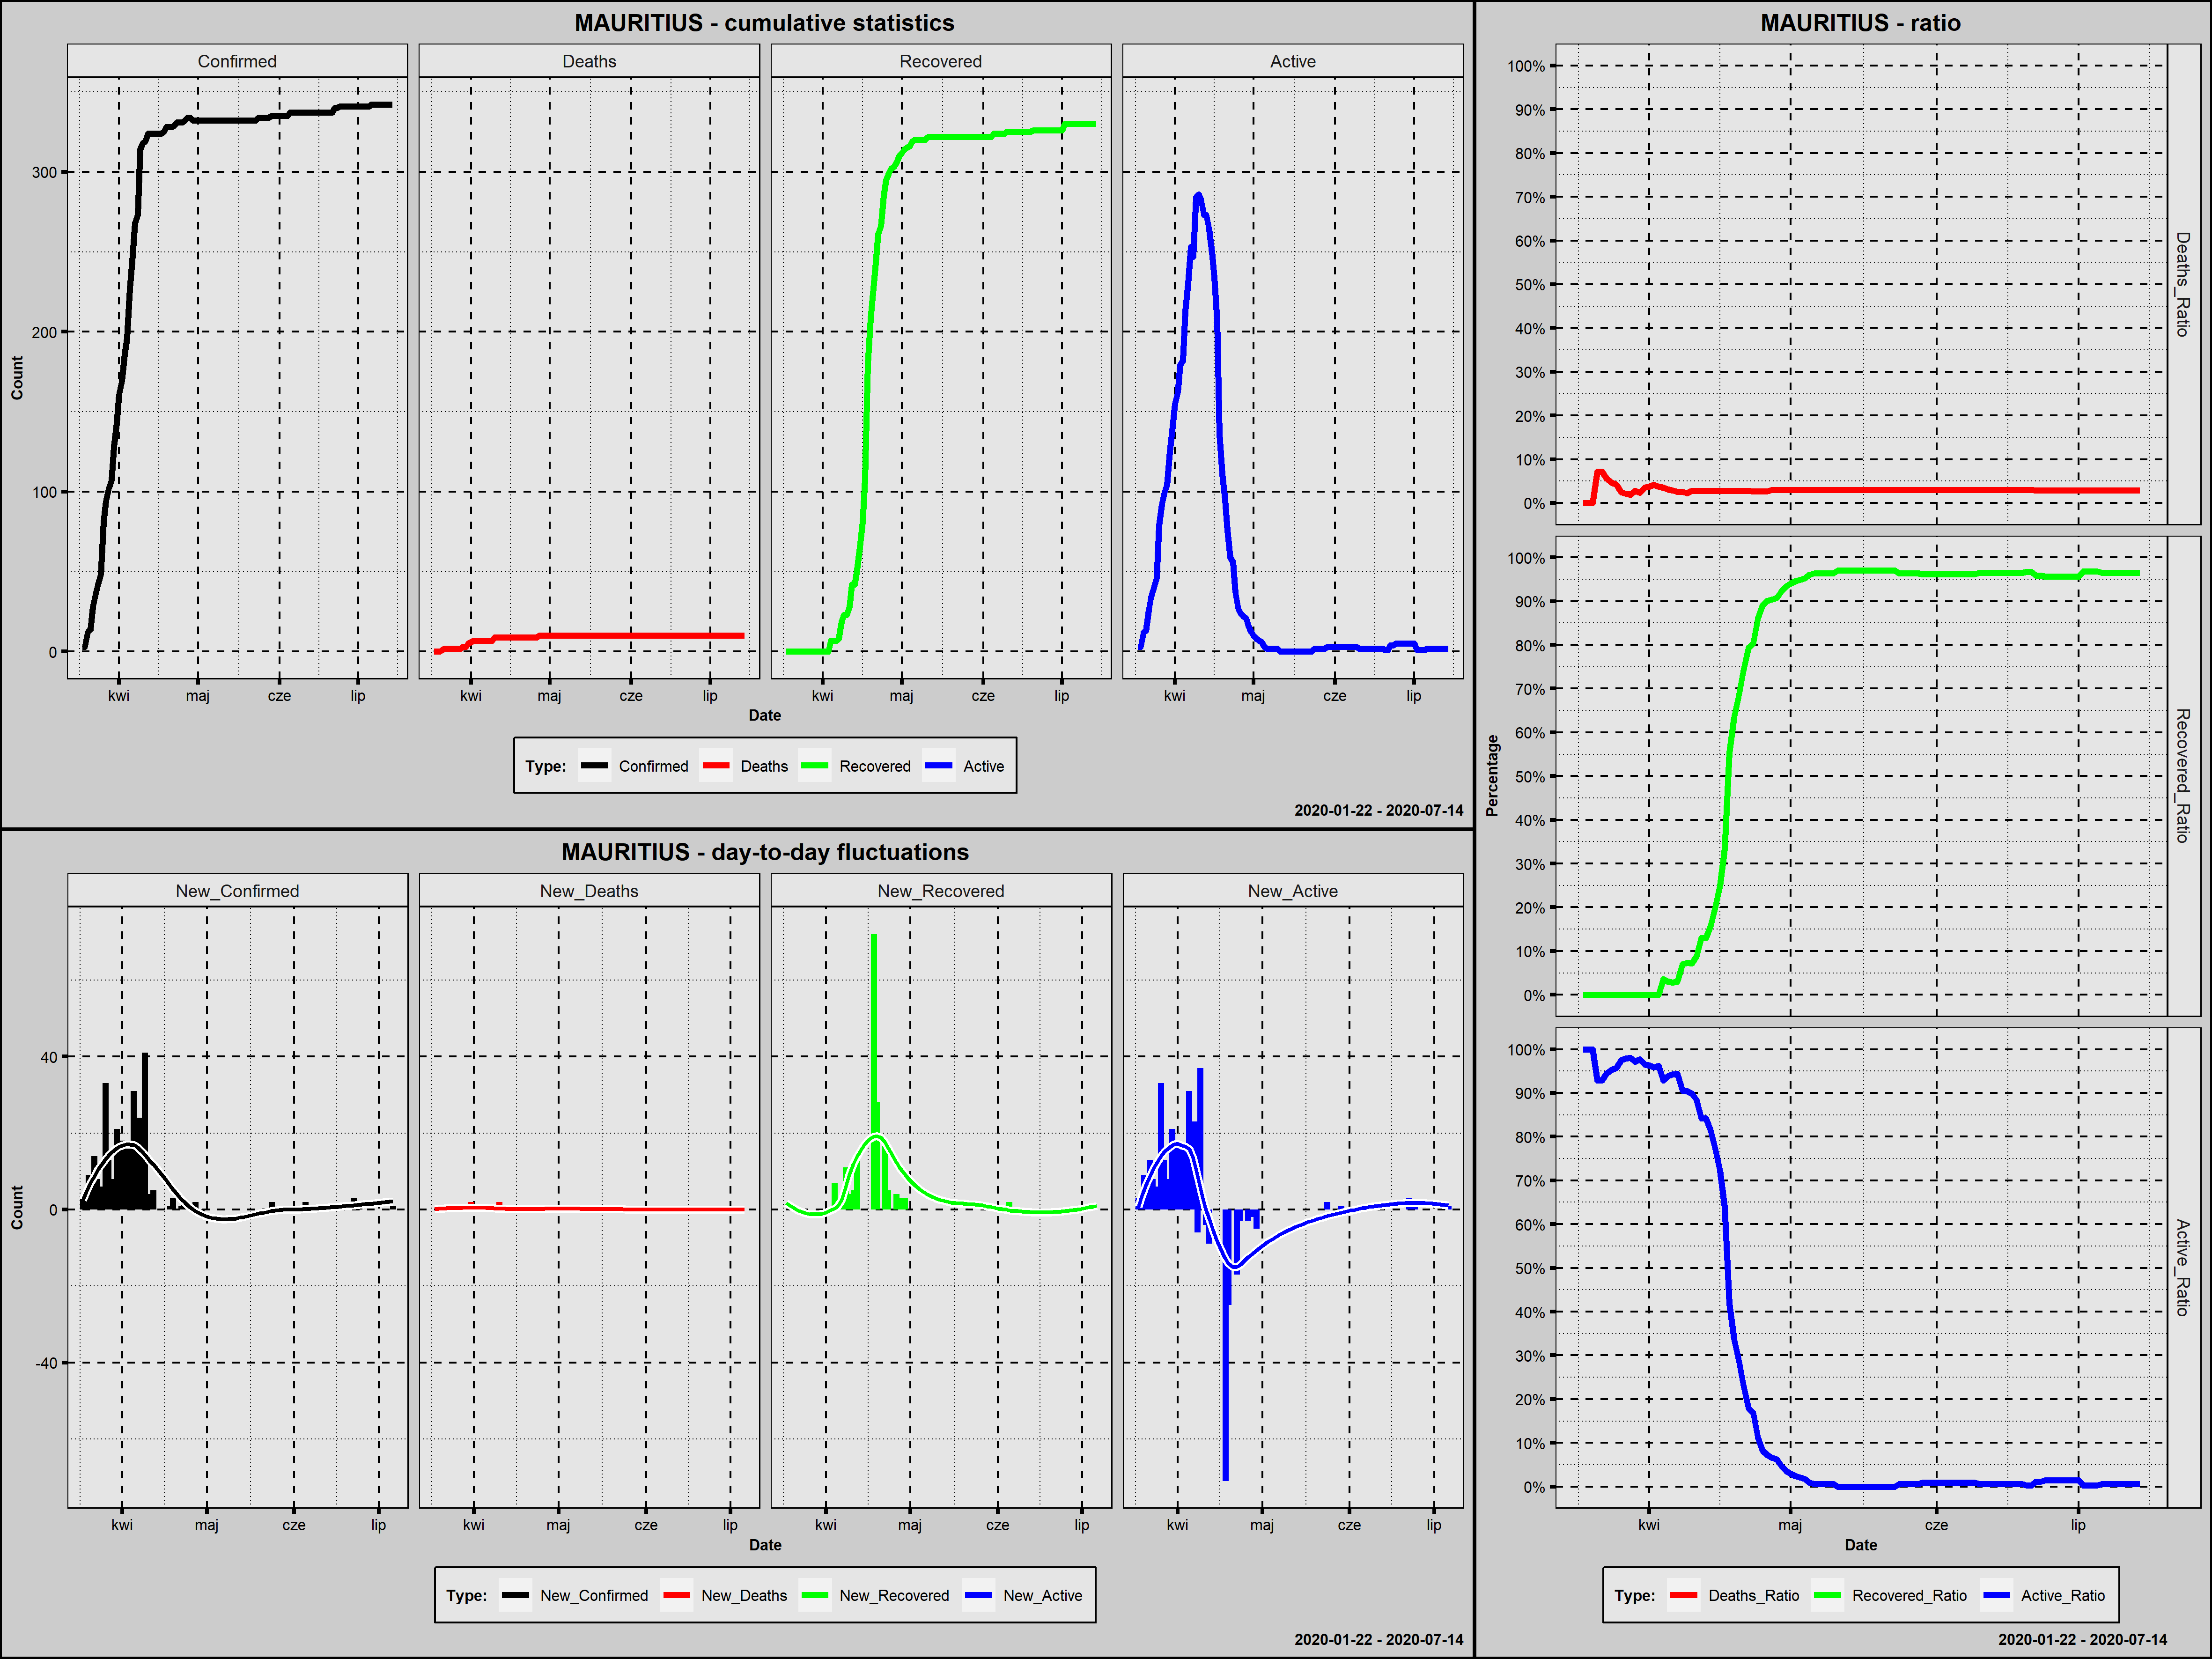 MAURITIUS - cumulative statistics
Confirmed Deaths Recovered Active
Count
300
200
100
0
kwi maj cze lip kwi maj cze lip kwi maj cze lip kwi maj cze lip
Date
Type: Confirmed Deaths Recovered Active
2020-01-22 - 2020-07-14
MAURITIUS - day-to-day fluctuations
New_Confirmed New_Deaths New_Recovered New_Active
Count
40
0
-40
kwi maj cze lip kwi maj cze lip kwi maj cze lip kwi maj cze lip
Date
Type: New_Confirmed New_Deaths New_Recovered New_Active
2020-01-22 - 2020-07-14
MAURITIUS - ratio
Percentage
100%
90%
80%
70%
60%
50%
40%
30%
20%
10%
0%
Deaths_Ratio
100%
90%
80%
70%
60%
50%
40%
30%
20%
10%
0%
Recovered_Ratio
100%
90%
80%
70%
60%
50%
40%
30%
20%
10%
0%
Active_Ratio
kwi maj cze lip
Date
Type: Deaths_Ratio Recovered_Ratio Active_Ratio
2020-01-22 - 2020-07-14